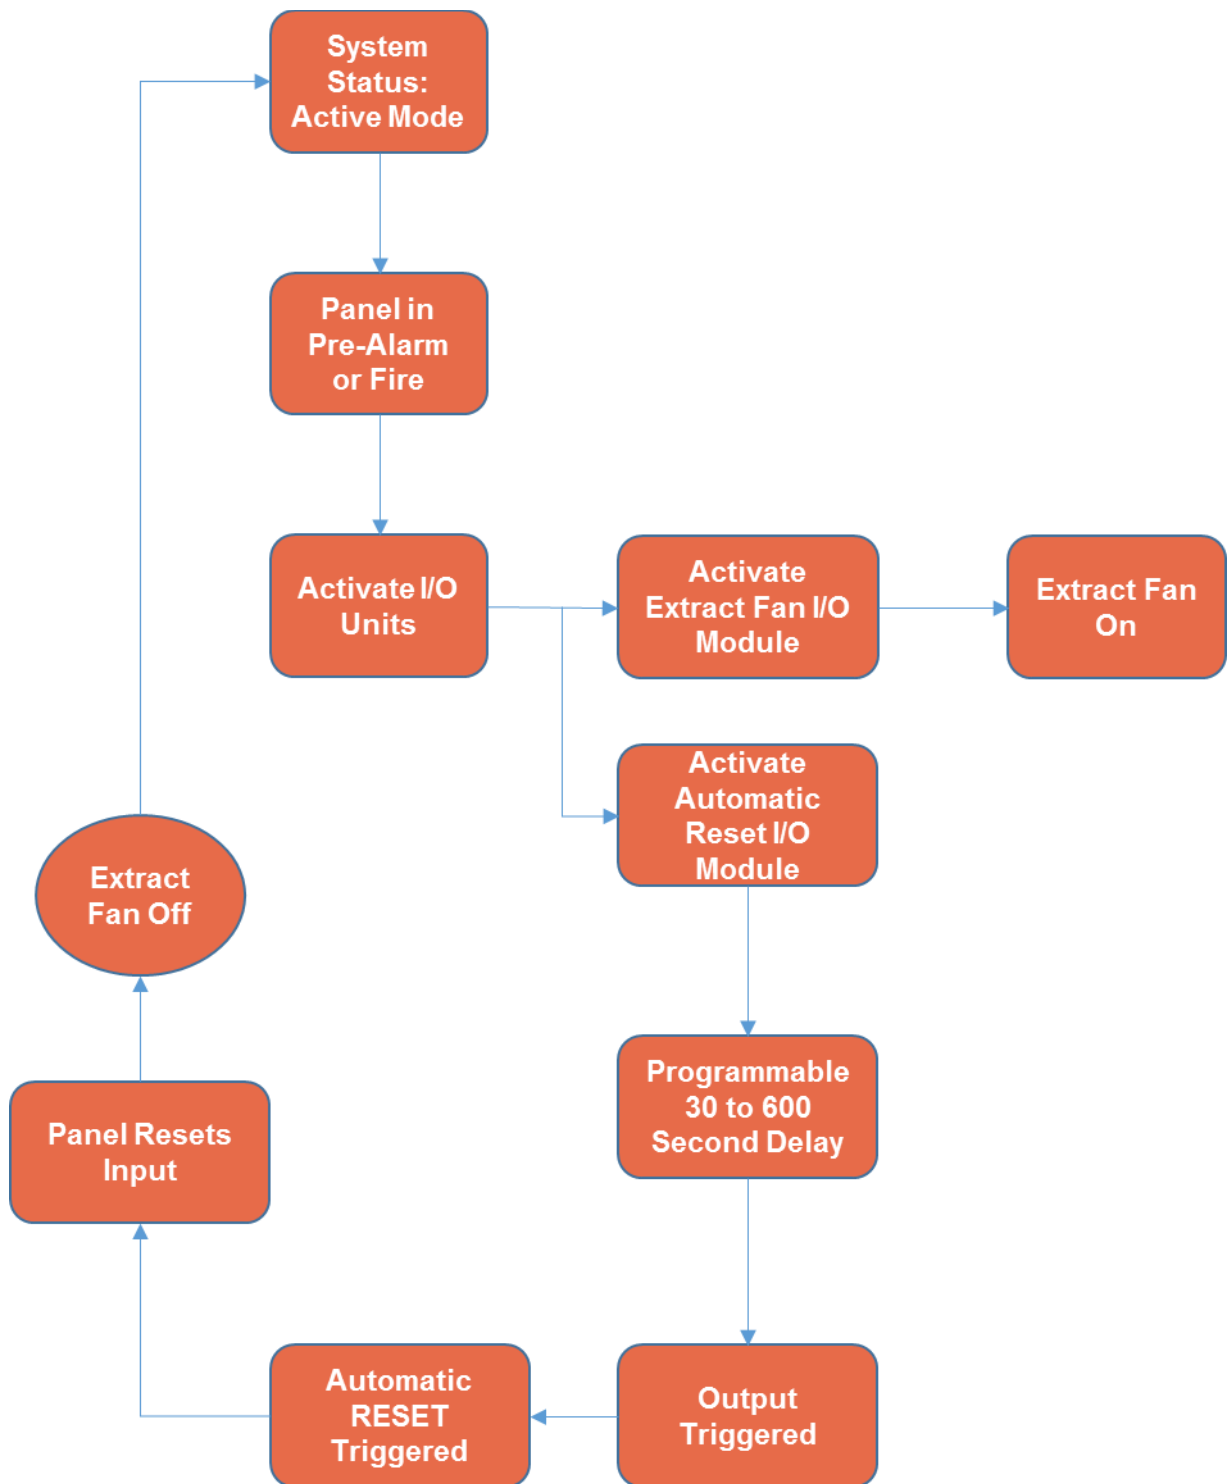 System
Status:
Active Mode
Panel in
Pre-Alarm
or Fire
Activate I/O
Units
Activate
Extract Fan I/O
Module
Extract Fan
On
Activate
Automatic
Reset I/O
Module
Extract
Fan Off
Programmable
30 to 600
Second Delay
Panel Resets
Input
Automatic
RESET
Triggered
Output
Triggered